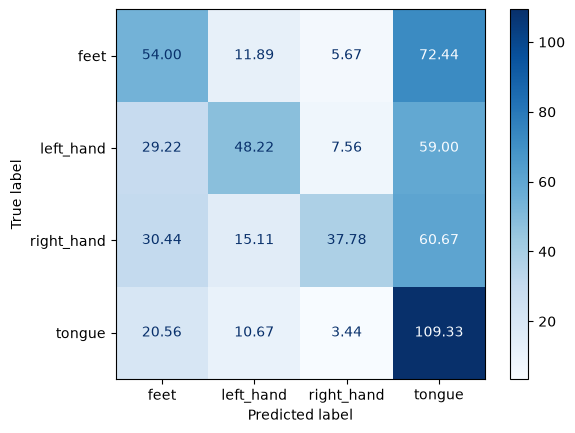 feet 54.00 11.89 5.67 72.44
left_hand 29.22 48.22 7.56 59.00
right_hand 30.44 15.11 37.78 60.67
tongue 20.56 10.67 3.44 109.33
feet left_hand right_hand tongue
Predicted label
True label
100
80
60
40
20